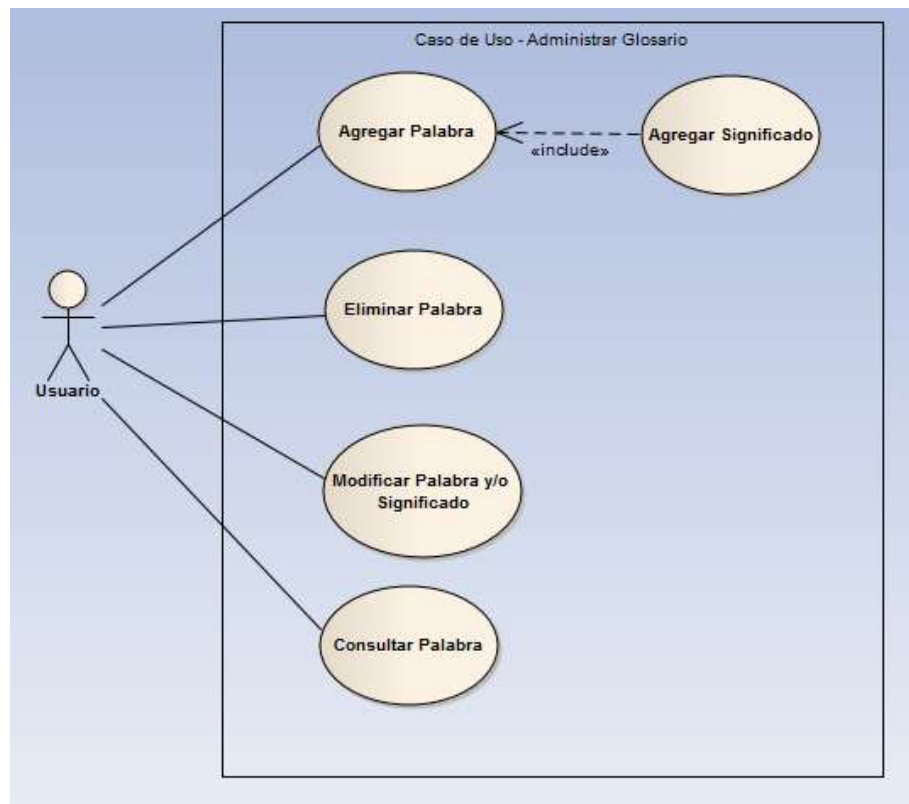 Caso de Uso - Administrar Glosario
Agregar Palabra
«include»
Agregar Significado
Eliminar Palabra
Usuario
Modificar Palabra y/o
Significado
Consultar Palabra